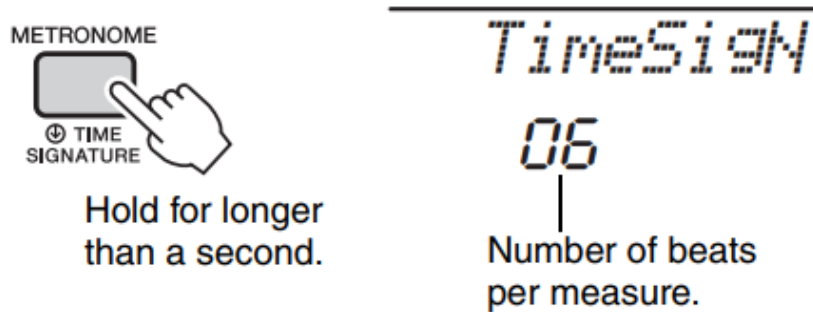 METRONOME
TIME
SIGNATURE
Hold for longer
than a second.
TimeSigN
06
Number of beats
per measure.